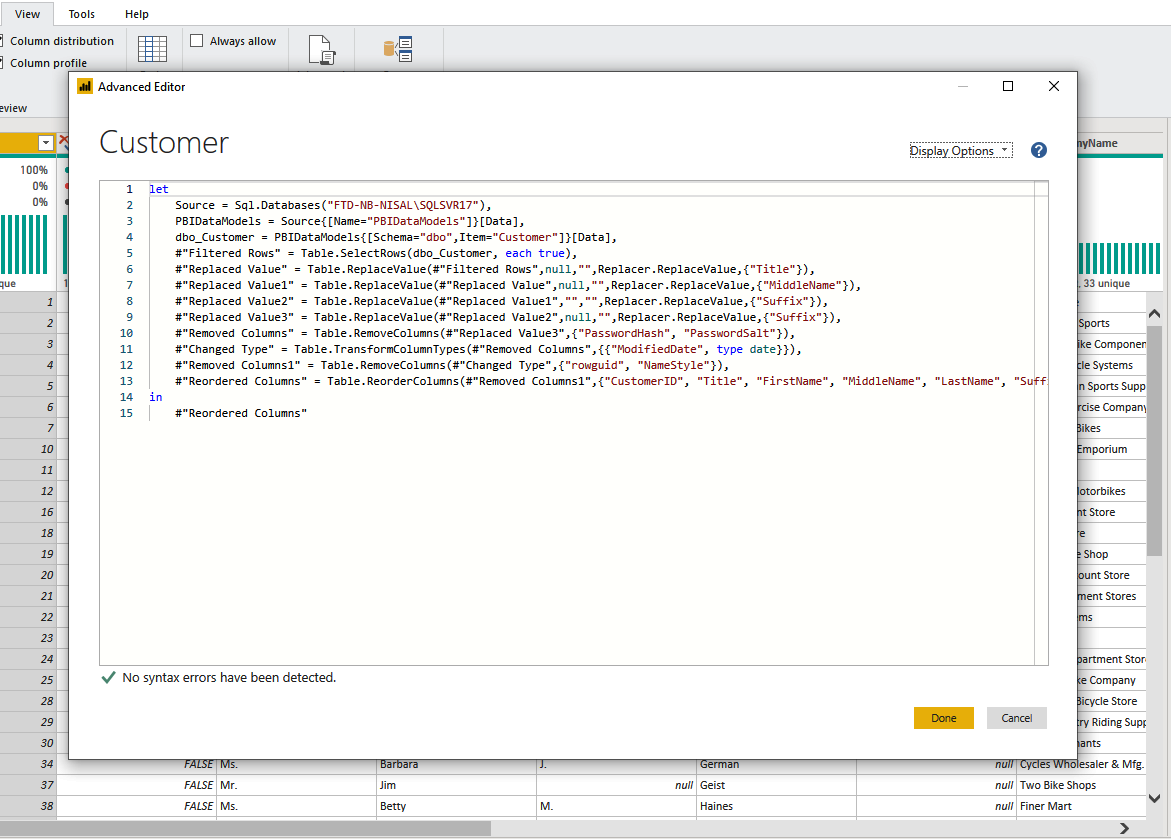 View Tools Help
Column distribution
Always allow
Column profile
Advanced Editor
Customer
Display Options
?
100%
0%
0%
1 let
2 Source = Sql.Databases("FTD-NB-NISAL\SQLSVR17"),
3 PBIDataModels = Source{[Name="PBIDataModels"]}[Data],
4 dbo_Customer = PBIDataModels{[Schema="dbo",Item="Customer"]}[Data],
5 #"Filtered Rows" = Table.SelectRows(dbo_Customer, each true),
6 #"Replaced Value" = Table.ReplaceValue(#"Filtered Rows",null,"",Replacer.ReplaceValue,{"Title"}),
7 #"Replaced Value1" = Table.ReplaceValue(#"Replaced Value",null,"",Replacer.ReplaceValue,{"MiddleName"}),
8 #"Replaced Value2" = Table.ReplaceValue(#"Replaced Value1","","",Replacer.ReplaceValue,{"Suffix"}),
9 #"Replaced Value3" = Table.ReplaceValue(#"Replaced Value2",null,"",Replacer.ReplaceValue,{"Suffix"}),
10 #"Removed Columns" = Table.RemoveColumns(#"Replaced Value3",{"PasswordHash", "PasswordSalt"}),
11 #"Changed Type" = Table.TransformColumnTypes(#"Removed Columns",{{"ModifiedDate", type date}}),
12 #"Removed Columns1" = Table.RemoveColumns(#"Changed Type",{"rowguid", "NameStyle"}),
13 #"Reordered Columns" = Table.ReorderColumns(#"Removed Columns1",{"CustomerID", "Title", "FirstName", "MiddleName", "LastName", "Suff
14 in
15 #"Reordered Columns"
No syntax errors have been detected.
Done Cancel
eview
nyName
que
, 33 unique
1
2 Sports
3 ike Componen
4 cle Systems
5 n Sports Supp
6 rcise Company
7 Bikes
10 Emporium
11
12 Motorbikes
16 nt Store
18 re
19 e Shop
20 ount Store
21 ment Stores
22 ms
23
24 partment Stor
25 ke Company
28 Bicycle Store
29 try Riding Supp
30 hants
34 FALSE Ms. Barbara J. German null Cycles Wholesaler & Mfg.
37 FALSE Mr. Jim null Geist null Two Bike Shops
38 FALSE Ms. Betty M. Haines null Finer Mart